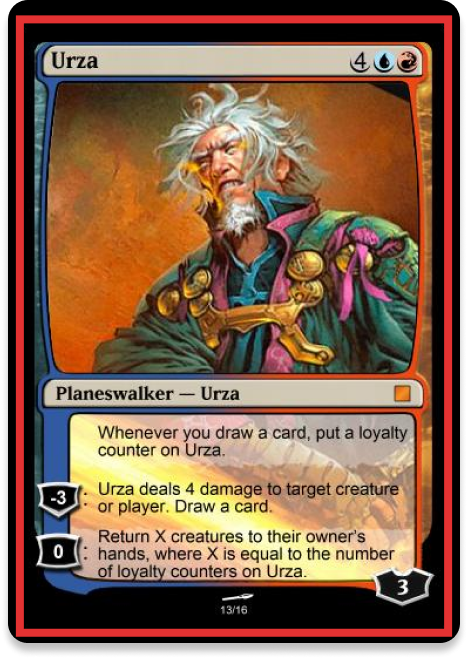 Urza 4
Planeswalker — Urza
Whenever you draw a card, put a loyalty
counter on Urza.
-3 : Urza deals 4 damage to target creature
or player. Draw a card.
0 : Return X creatures to their owner's
hands, where X is equal to the number
of loyalty counters on Urza.
3
13/16